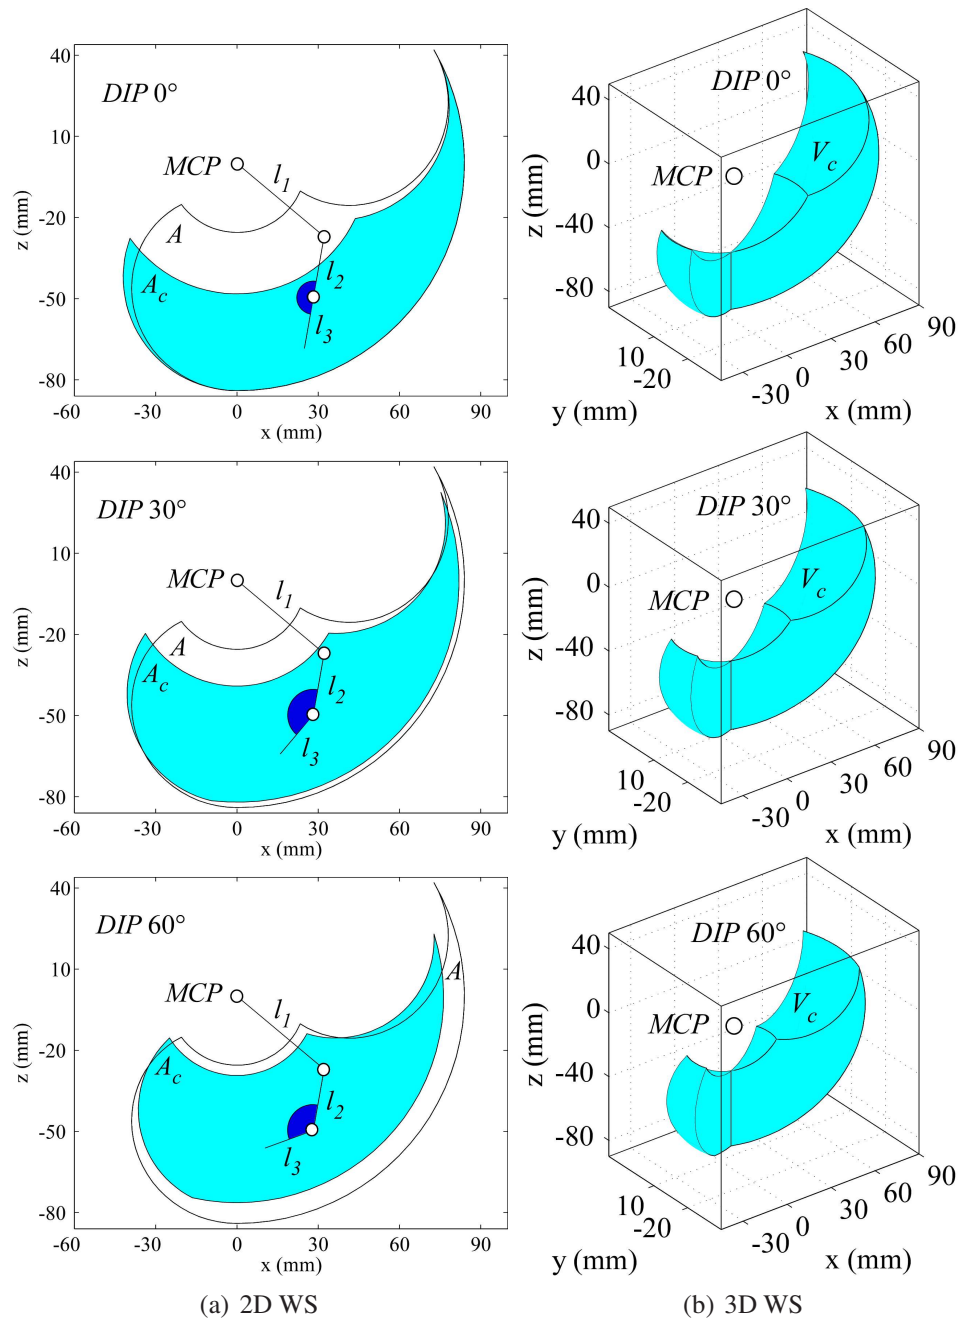 DIP 0°
MCP
l1
A
Ac
l2
l3
40
10
-20
-50
-80
z (mm)
-60 -30 0 30 60 90
x (mm)
DIP 0°
Vc
MCP
40
0
-40
-80
z (mm)
10
-20
y (mm)
-30 0 30 60 90
x (mm)
DIP 30°
MCP
l1
A
Ac
l2
l3
40
10
-20
-50
-80
z (mm)
-60 -30 0 30 60 90
x (mm)
DIP 30°
Vc
MCP
40
0
-40
-80
z (mm)
10
-20
y (mm)
-30 0 30 60 90
x (mm)
DIP 60°
MCP
l1
A
Ac
l2
l3
40
10
-20
-50
-80
z (mm)
-60 -30 0 30 60 90
x (mm)
DIP 60°
Vc
MCP
40
0
-40
-80
z (mm)
10
-20
y (mm)
-30 0 30 60 90
x (mm)
(a) 2D WS
(b) 3D WS